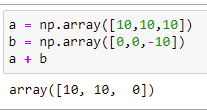 a = np.array([10,10,10])
b = np.array([0,0,-10])
a + b
array([10, 10,  0])